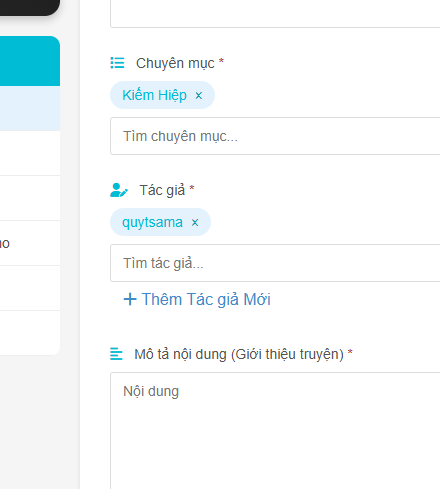 Chuyên mục *
Kiếm Hiệp ×
Tìm chuyên mục...
Tác giả *
quytsama ×
Tìm tác giả...
+ Thêm Tác giả Mới
Mô tả nội dung (Giới thiệu truyện) *
Nội dung